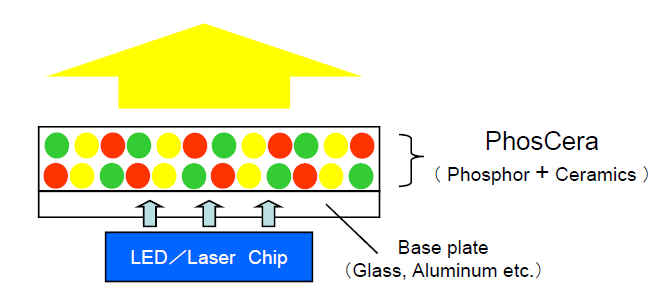 PhosCera
（ Phosphor + Ceramics ）
LED／Laser Chip
Base plate
（Glass, Aluminum etc.）